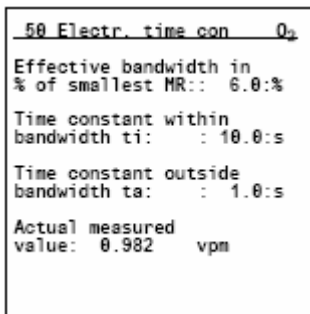 50 Electr. time con O₂
Effective bandwidth in
% of smallest MR:: 6.0:%
Time constant within
bandwidth ti: : 10.0:s
Time constant outside
bandwidth ta: : 1.0:s
Actual measured
value: 0.982 vpm